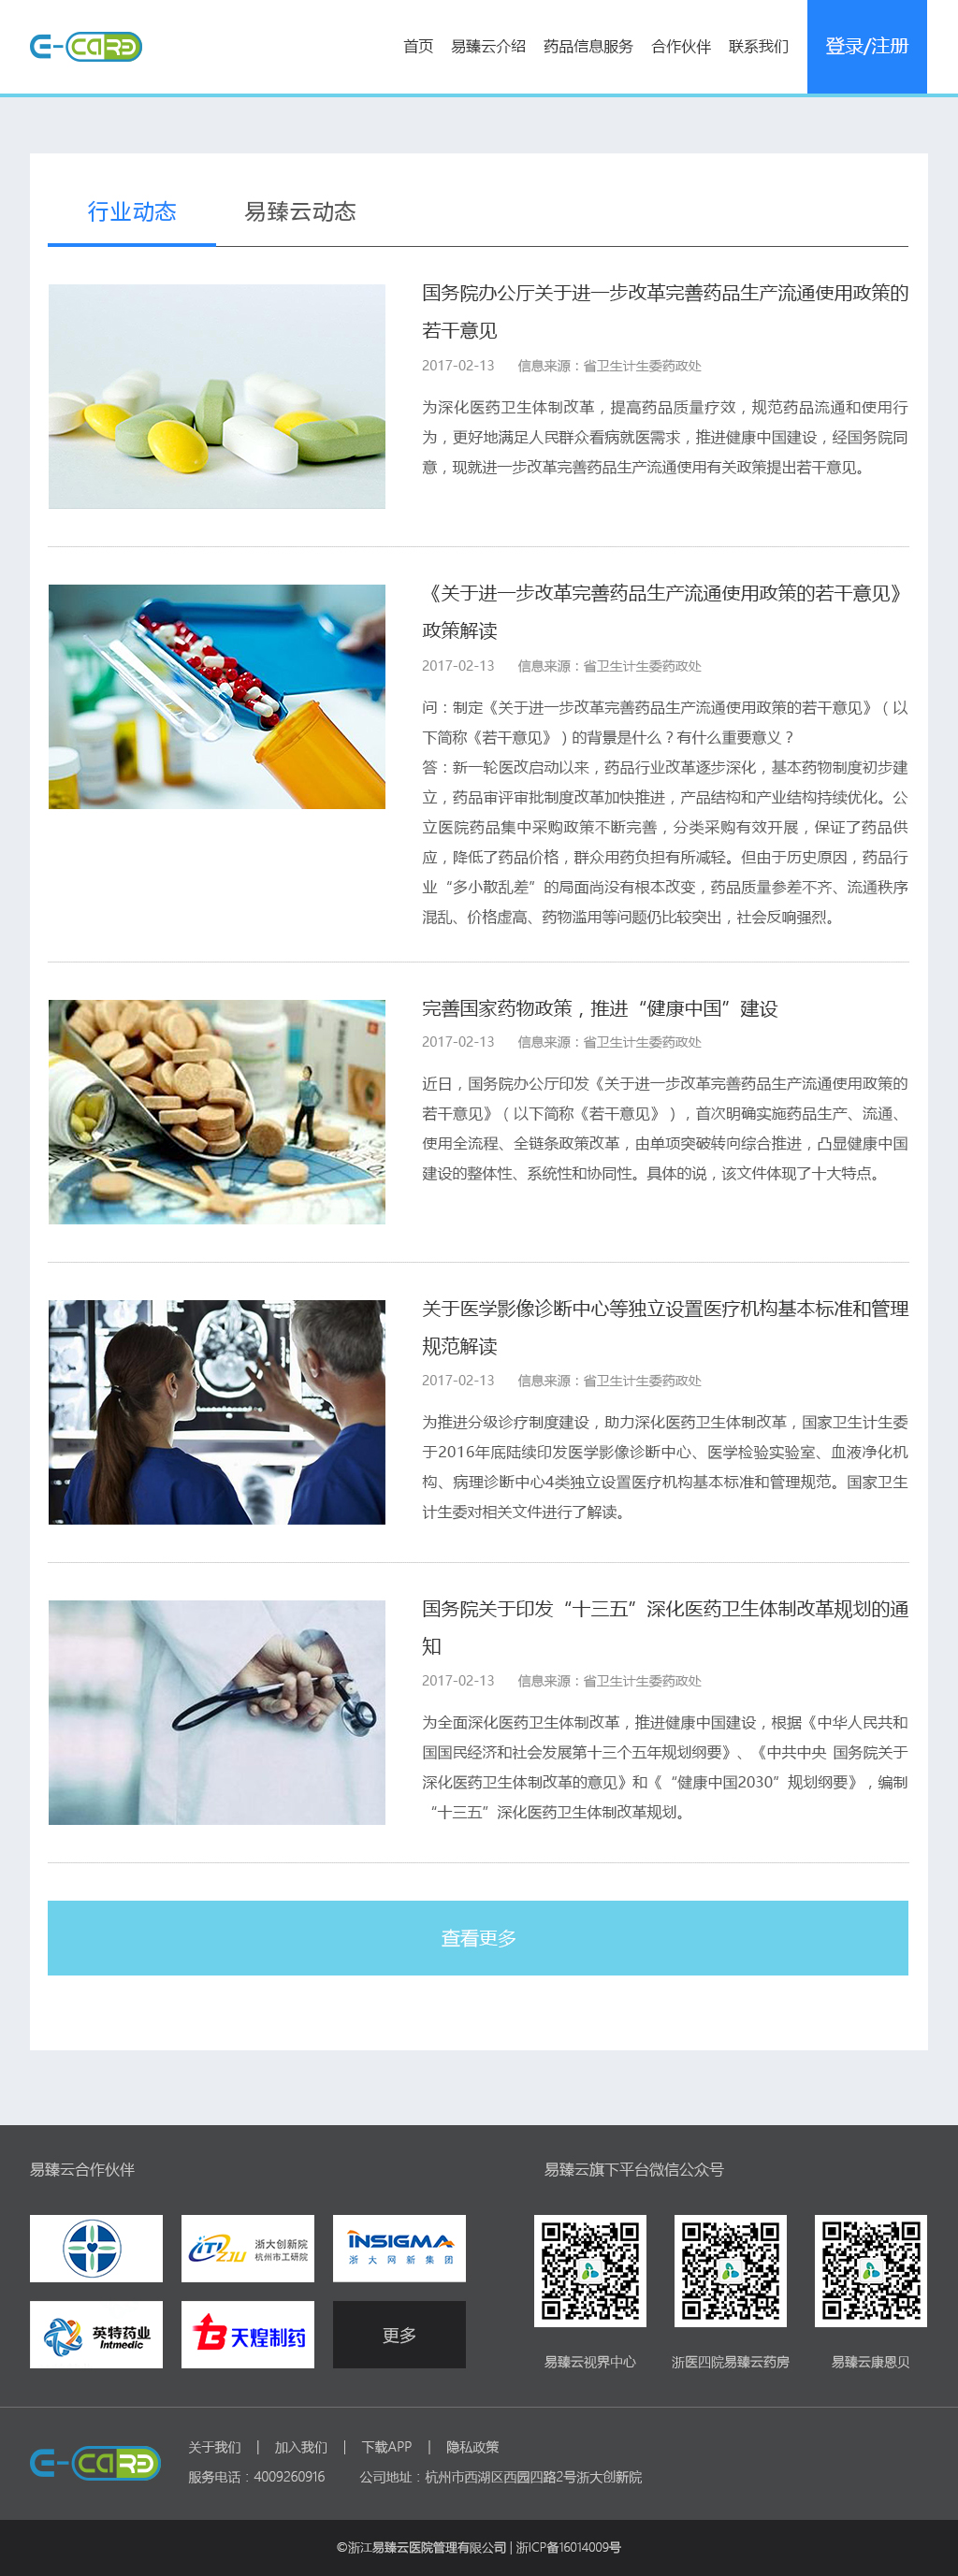 e-card
首页 易臻云介绍 药品信息服务 合作伙伴 联系我们 登录/注册
行业动态 易臻云动态
国务院办公厅关于进一步改革完善药品生产流通使用政策的
若干意见
2017-02-13 信息来源：省卫生计生委药政处
为深化医药卫生体制改革，提高药品质量疗效，规范药品流通和使用行
为，更好地满足人民群众看病就医需求，推进健康中国建设，经国务院同
意，现就进一步改革完善药品生产流通使用有关政策提出若干意见。
《关于进一步改革完善药品生产流通使用政策的若干意见》
政策解读
2017-02-13 信息来源：省卫生计生委药政处
问：制定《关于进一步改革完善药品生产流通使用政策的若干意见》（以
下简称《若干意见》）的背景是什么？有什么重要意义？
答：新一轮医改启动以来，药品行业改革逐步深化，基本药物制度初步建
立，药品审评审批制度改革加快推进，产品结构和产业结构持续优化。公
立医院药品集中采购政策不断完善，分类采购有效开展，保证了药品供
应，降低了药品价格，群众用药负担有所减轻。但由于历史原因，药品行
业“多小散乱差”的局面尚没有根本改变，药品质量参差不齐、流通秩序
混乱、价格虚高、药物滥用等问题仍比较突出，社会反响强烈。
完善国家药物政策，推进“健康中国”建设
2017-02-13 信息来源：省卫生计生委药政处
近日，国务院办公厅印发《关于进一步改革完善药品生产流通使用政策的
若干意见》（以下简称《若干意见》），首次明确实施药品生产、流通、
使用全流程、全链条政策改革，由单项突破转向综合推进，凸显健康中国
建设的整体性、系统性和协同性。具体的说，该文件体现了十大特点。
关于医学影像诊断中心等独立设置医疗机构基本标准和管理
规范解读
2017-02-13 信息来源：省卫生计生委药政处
为推进分级诊疗制度建设，助力深化医药卫生体制改革，国家卫生计生委
于2016年底陆续印发医学影像诊断中心、医学检验实验室、血液净化机
构、病理诊断中心4类独立设置医疗机构基本标准和管理规范。国家卫生
计生委对相关文件进行了解读。
国务院关于印发“十三五”深化医药卫生体制改革规划的通
知
2017-02-13 信息来源：省卫生计生委药政处
为全面深化医药卫生体制改革，推进健康中国建设，根据《中华人民共和
国国民经济和社会发展第十三个五年规划纲要》、《中共中央 国务院关于
深化医药卫生体制改革的意见》和《“健康中国2030”规划纲要》，编制
“十三五”深化医药卫生体制改革规划。
查看更多
易臻云合作伙伴 易臻云旗下平台微信公众号
iTi ZJU 浙大创新院
杭州市工研院
INSIGMA
浙大网新集团
英特药业
Intmedic
天煌制药
更多
易臻云视界中心 浙医四院易臻云药房 易臻云康恩贝
e-card
关于我们 | 加入我们 | 下载APP | 隐私政策
服务电话：4009260916 公司地址：杭州市西湖区西园四路2号浙大创新院
©浙江易臻云医院管理有限公司 | 浙ICP备16014009号